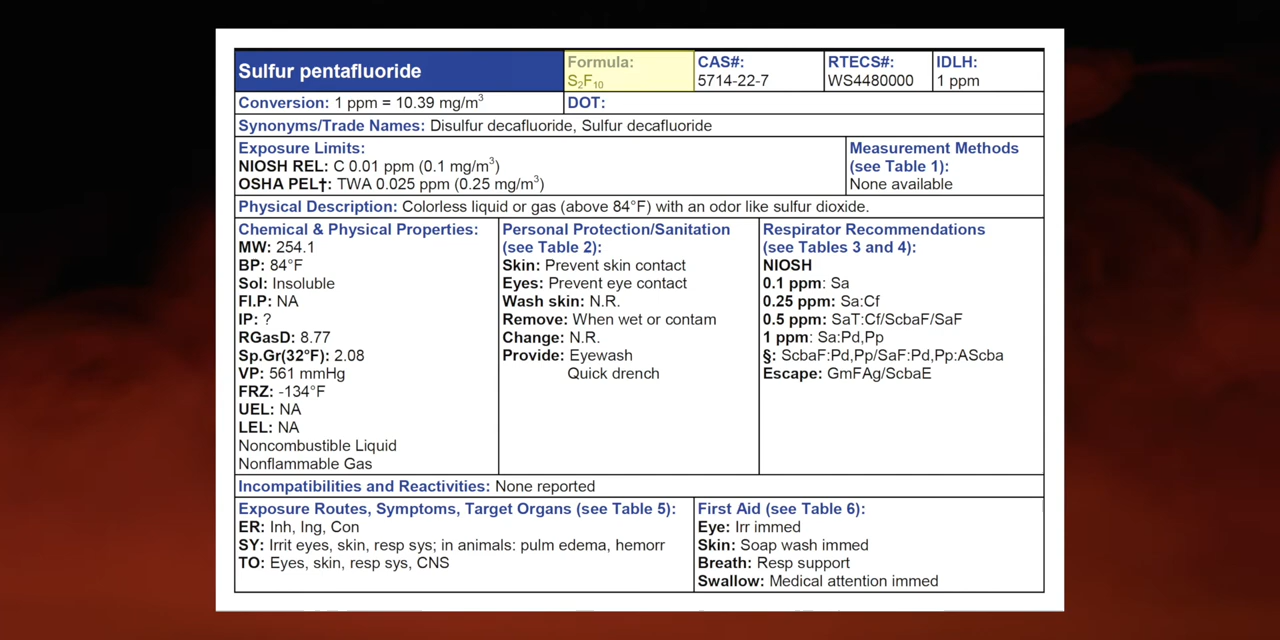 Sulfur pentafluoride
Formula:
S₂F₁₀
CAS#:
5714-22-7
RTECS#:
WS4480000
IDLH:
1 ppm
Conversion: 1 ppm = 10.39 mg/m³
DOT:
Synonyms/Trade Names: Disulfur decafluoride, Sulfur decafluoride
Exposure Limits:
NIOSH REL: C 0.01 ppm (0.1 mg/m³)
OSHA PEL†: TWA 0.025 ppm (0.25 mg/m³)
Measurement Methods
(see Table 1):
None available
Physical Description: Colorless liquid or gas (above 84°F) with an odor like sulfur dioxide.
Chemical & Physical Properties:
MW: 254.1
BP: 84°F
Sol: Insoluble
Fl.P: NA
IP: ?
RGasD: 8.77
Sp.Gr(32°F): 2.08
VP: 561 mmHg
FRZ: -134°F
UEL: NA
LEL: NA
Noncombustible Liquid
Nonflammable Gas
Personal Protection/Sanitation
(see Table 2):
Skin: Prevent skin contact
Eyes: Prevent eye contact
Wash skin: N.R.
Remove: When wet or contam
Change: N.R.
Provide: Eyewash
Quick drench
Respirator Recommendations
(see Tables 3 and 4):
NIOSH
0.1 ppm: Sa
0.25 ppm: Sa:Cf
0.5 ppm: SaT:Cf/ScbaF/SaF
1 ppm: Sa:Pd,Pp
§: ScbaF:Pd,Pp/SaF:Pd,Pp:AScba
Escape: GmFAg/ScbaE
Incompatibilities and Reactivities: None reported
Exposure Routes, Symptoms, Target Organs (see Table 5):
ER: Inh, Ing, Con
SY: Irrit eyes, skin, resp sys; in animals: pulm edema, hemorr
TO: Eyes, skin, resp sys, CNS
First Aid (see Table 6):
Eye: Irr immed
Skin: Soap wash immed
Breath: Resp support
Swallow: Medical attention immed